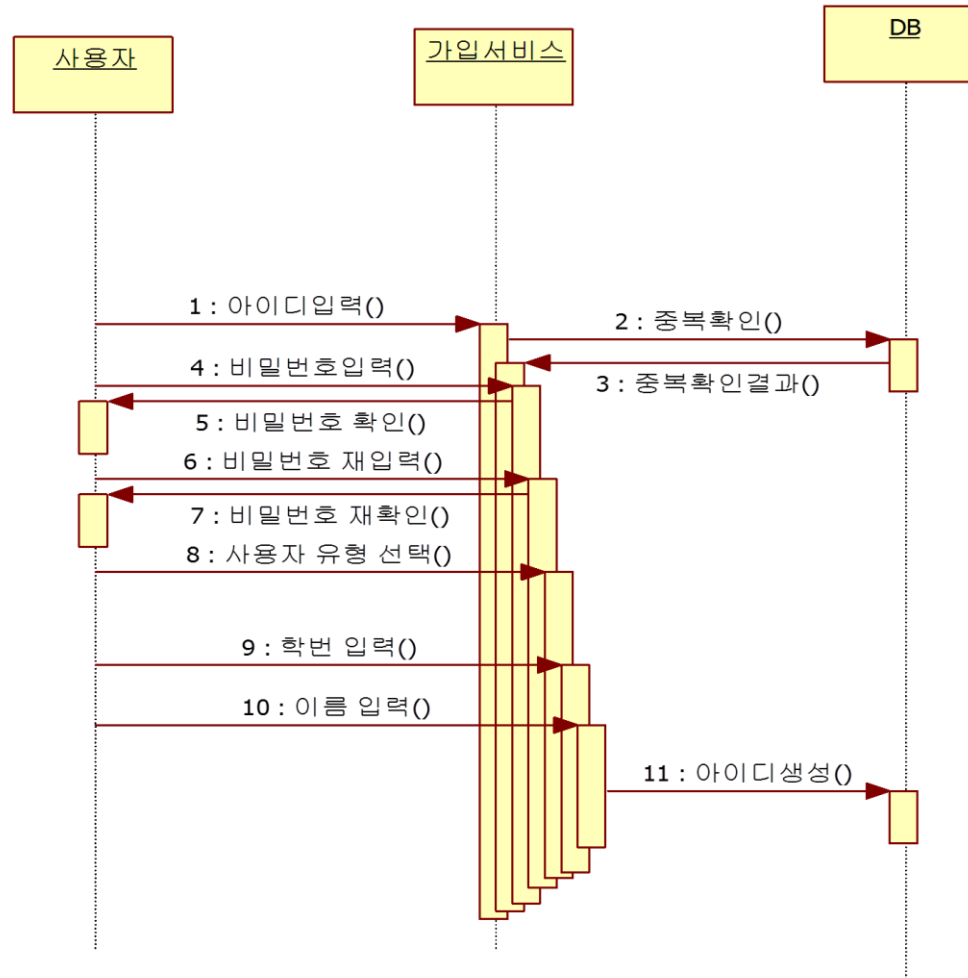 사용자
가입서비스
DB
1 : 아이디입력()
2 : 중복확인()
3 : 중복확인결과()
4 : 비밀번호입력()
5 : 비밀번호 확인()
6 : 비밀번호 재입력()
7 : 비밀번호 재확인()
8 : 사용자 유형 선택()
9 : 학번 입력()
10 : 이름 입력()
11 : 아이디생성()